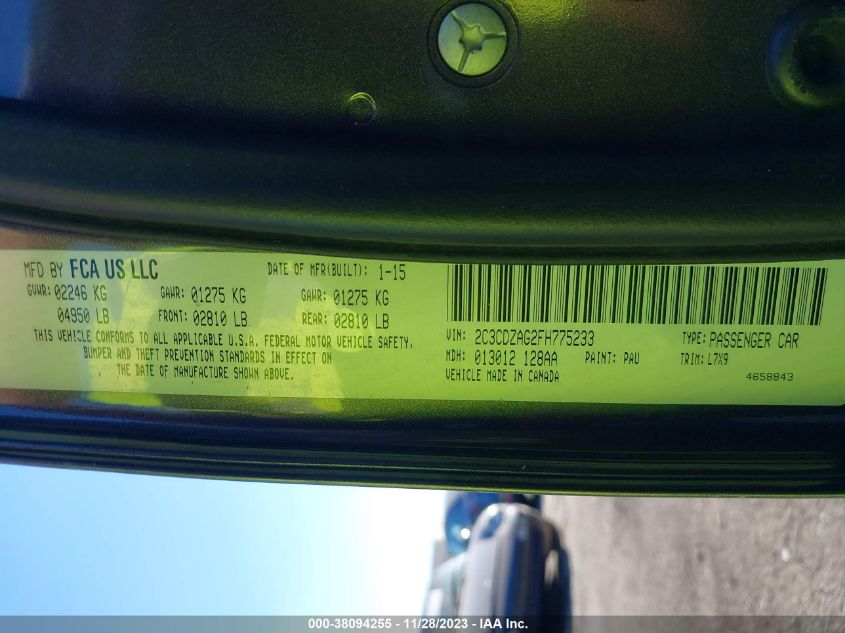 MFD BY FCA US LLC DATE OF MFR(BUILT): 1-15
GVWR: 02246 KG GAWR: 01275 KG GAWR: 01275 KG
04950 LB FRONT: 02810 LB REAR: 02810 LB
THIS VEHICLE CONFORMS TO ALL APPLICABLE U.S.A. FEDERAL MOTOR VEHICLE SAFETY,
BUMPER AND THEFT PREVENTION STANDARDS IN EFFECT ON
THE DATE OF MANUFACTURE SHOWN ABOVE.
VIN: 2C3CDZAG2FH775233 TYPE: PASSENGER CAR
MDH: 013012 128AA PAINT: PAU TRIM: L7X9
VEHICLE MADE IN CANADA 4658843
000-38094255 - 11/28/2023 - IAA Inc.